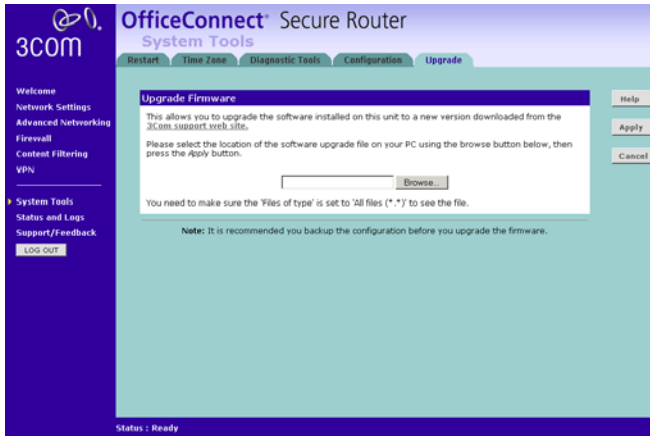 3COM
OfficeConnect® Secure Router
System Tools
Restart Time Zone Diagnostic Tools Configuration Upgrade
Welcome
Network Settings
Advanced Networking
Firewall
Content Filtering
VPN
System Tools
Status and Logs
Support/Feedback
LOG OUT
Upgrade Firmware
This allows you to upgrade the software installed on this unit to a new version downloaded from the
3Com support web site.
Please select the location of the software upgrade file on your PC using the browse button below, then
press the Apply button.
Browse...
You need to make sure the 'Files of type' is set to 'All files (*.*)' to see the file.
Note: It is recommended you backup the configuration before you upgrade the firmware.
Help
Apply
Cancel
Status : Ready